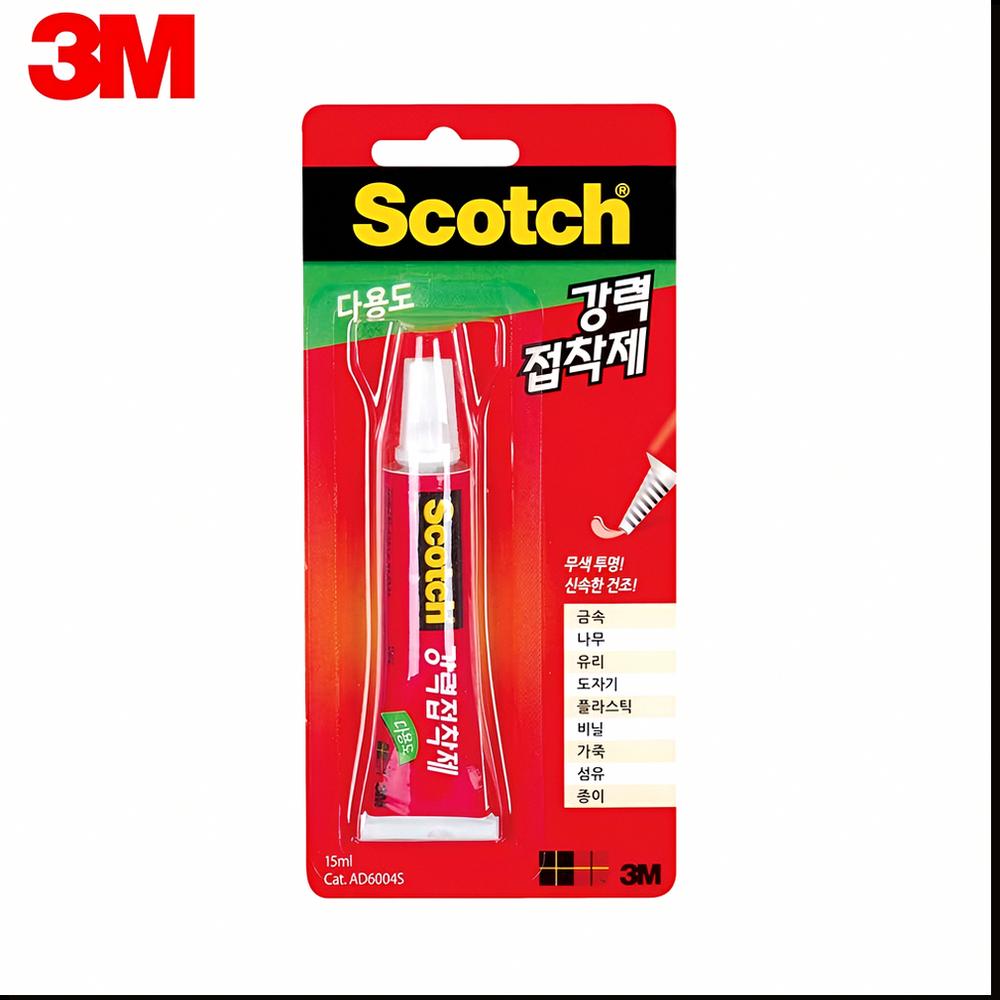 3M
Scotch®
다용도
강력
접착제
Scotch
강력접착제
다용도
3M
무색 투명!
신속한 건조!
금속
나무
유리
도자기
플라스틱
비닐
가죽
섬유
종이
15ml
Cat. AD6004S
3M